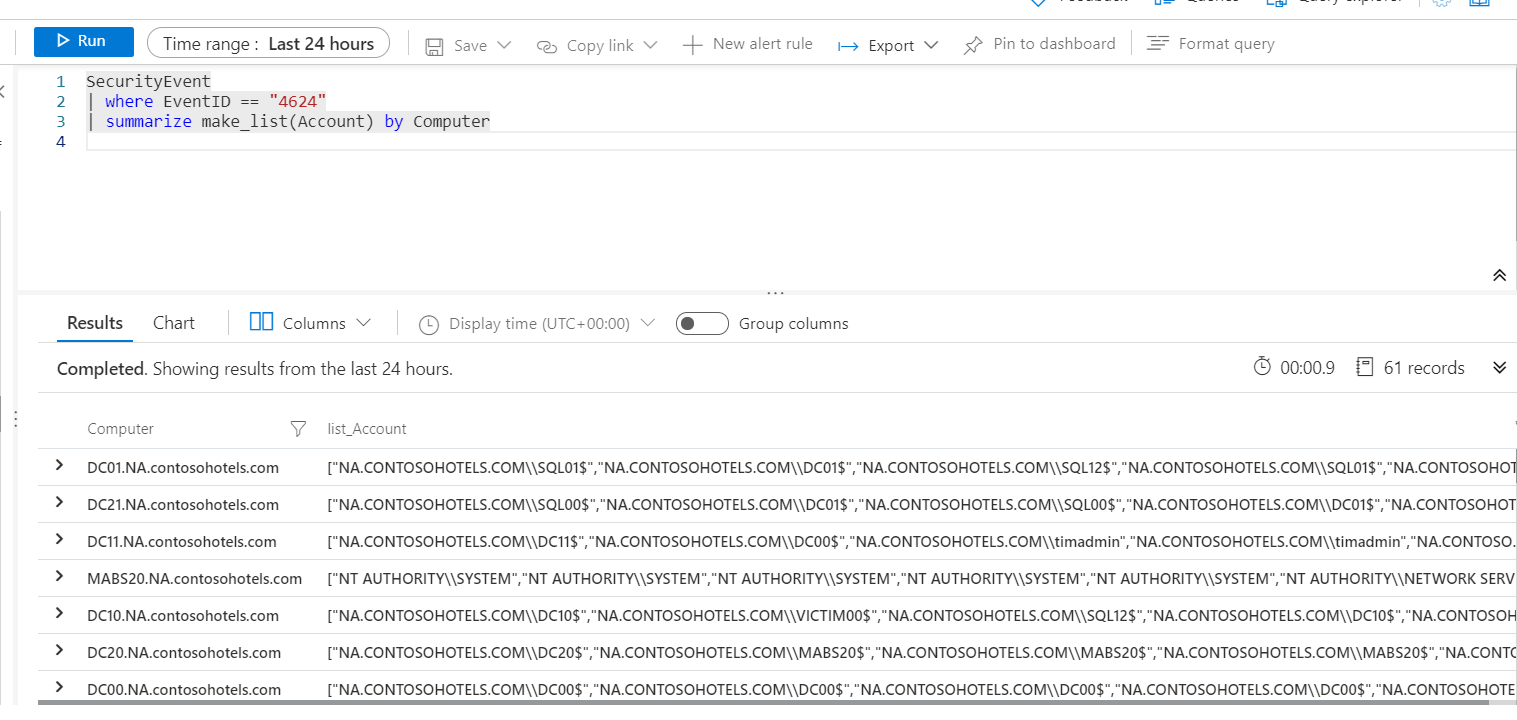 Feedback Queries Query explorer
Run Time range : Last 24 hours Save Copy link New alert rule Export Pin to dashboard Format query
1 SecurityEvent
2 | where EventID == "4624"
3 | summarize make_list(Account) by Computer
4
Results Chart Columns Display time (UTC+00:00) Group columns
Completed. Showing results from the last 24 hours. 00:00.9 61 records
Computer list_Account
DC01.NA.contosohotels.com ["NA.CONTOSOHOTELS.COM\\SQL01$","NA.CONTOSOHOTELS.COM\\DC01$","NA.CONTOSOHOTELS.COM\\SQL12$","NA.CONTOSOHOTELS.COM\\SQL01$","NA.CONTOSOHOT
DC21.NA.contosohotels.com ["NA.CONTOSOHOTELS.COM\\SQL00$","NA.CONTOSOHOTELS.COM\\DC01$","NA.CONTOSOHOTELS.COM\\SQL00$","NA.CONTOSOHOTELS.COM\\DC01$","NA.CONTOSOHOT
DC11.NA.contosohotels.com ["NA.CONTOSOHOTELS.COM\\DC11$","NA.CONTOSOHOTELS.COM\\DC00$","NA.CONTOSOHOTELS.COM\\timadmin","NA.CONTOSOHOTELS.COM\\timadmin","NA.CONTOSO.
MABS20.NA.contosohotels.com ["NT AUTHORITY\\SYSTEM","NT AUTHORITY\\SYSTEM","NT AUTHORITY\\SYSTEM","NT AUTHORITY\\SYSTEM","NT AUTHORITY\\SYSTEM","NT AUTHORITY\\NETWORK SERV
DC10.NA.contosohotels.com ["NA.CONTOSOHOTELS.COM\\DC10$","NA.CONTOSOHOTELS.COM\\VICTIM00$","NA.CONTOSOHOTELS.COM\\SQL12$","NA.CONTOSOHOTELS.COM\\DC10$","NA.CONTOSOH
DC20.NA.contosohotels.com ["NA.CONTOSOHOTELS.COM\\DC20$","NA.CONTOSOHOTELS.COM\\MABS20$","NA.CONTOSOHOTELS.COM\\MABS20$","NA.CONTOSOHOTELS.COM\\MABS20$","NA.CONTO
DC00.NA.contosohotels.com ["NA.CONTOSOHOTELS.COM\\DC00$","NA.CONTOSOHOTELS.COM\\DC00$","NA.CONTOSOHOTELS.COM\\DC00$","NA.CONTOSOHOTELS.COM\\DC00$","NA.CONTOSOHOTE